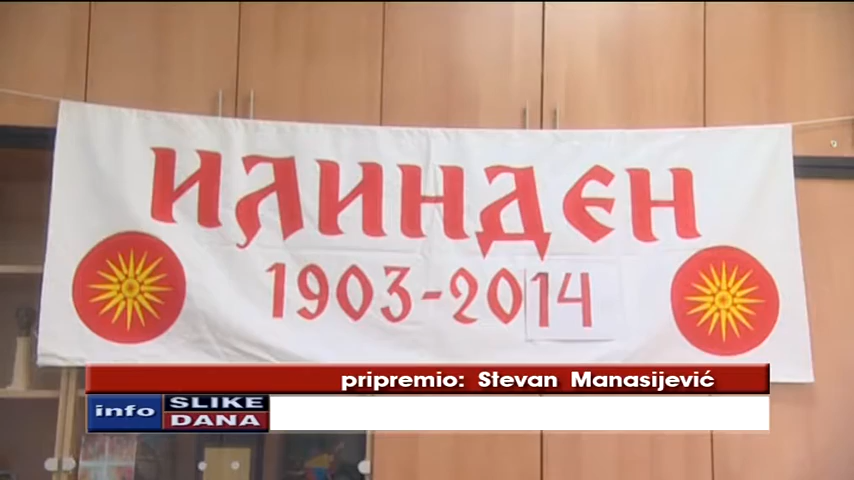 ИЛИНДЕН
1903-2014
pripremio: Stevan Manasijević
info SLIKE DANA